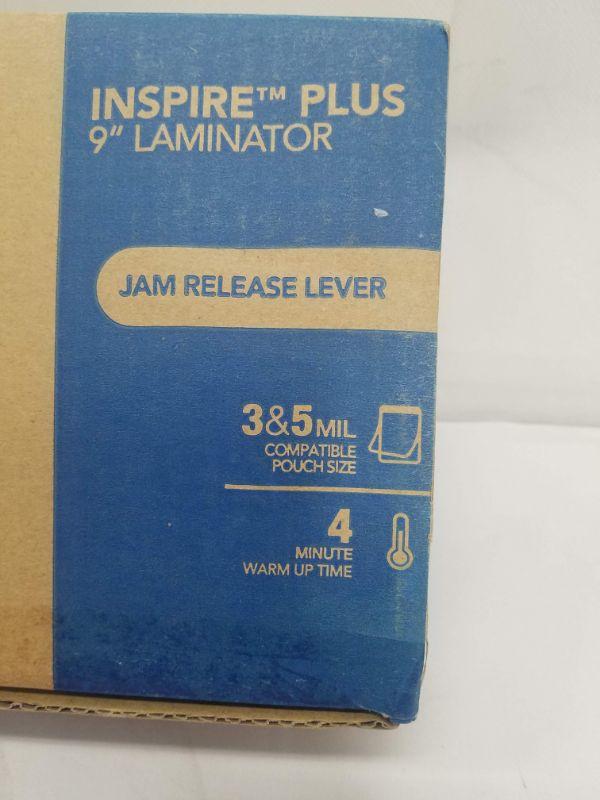 INSPIRE™ PLUS
9" LAMINATOR
JAM RELEASE LEVER
3&5 MIL
COMPATIBLE
POUCH SIZE
4
MINUTE
WARM UP TIME